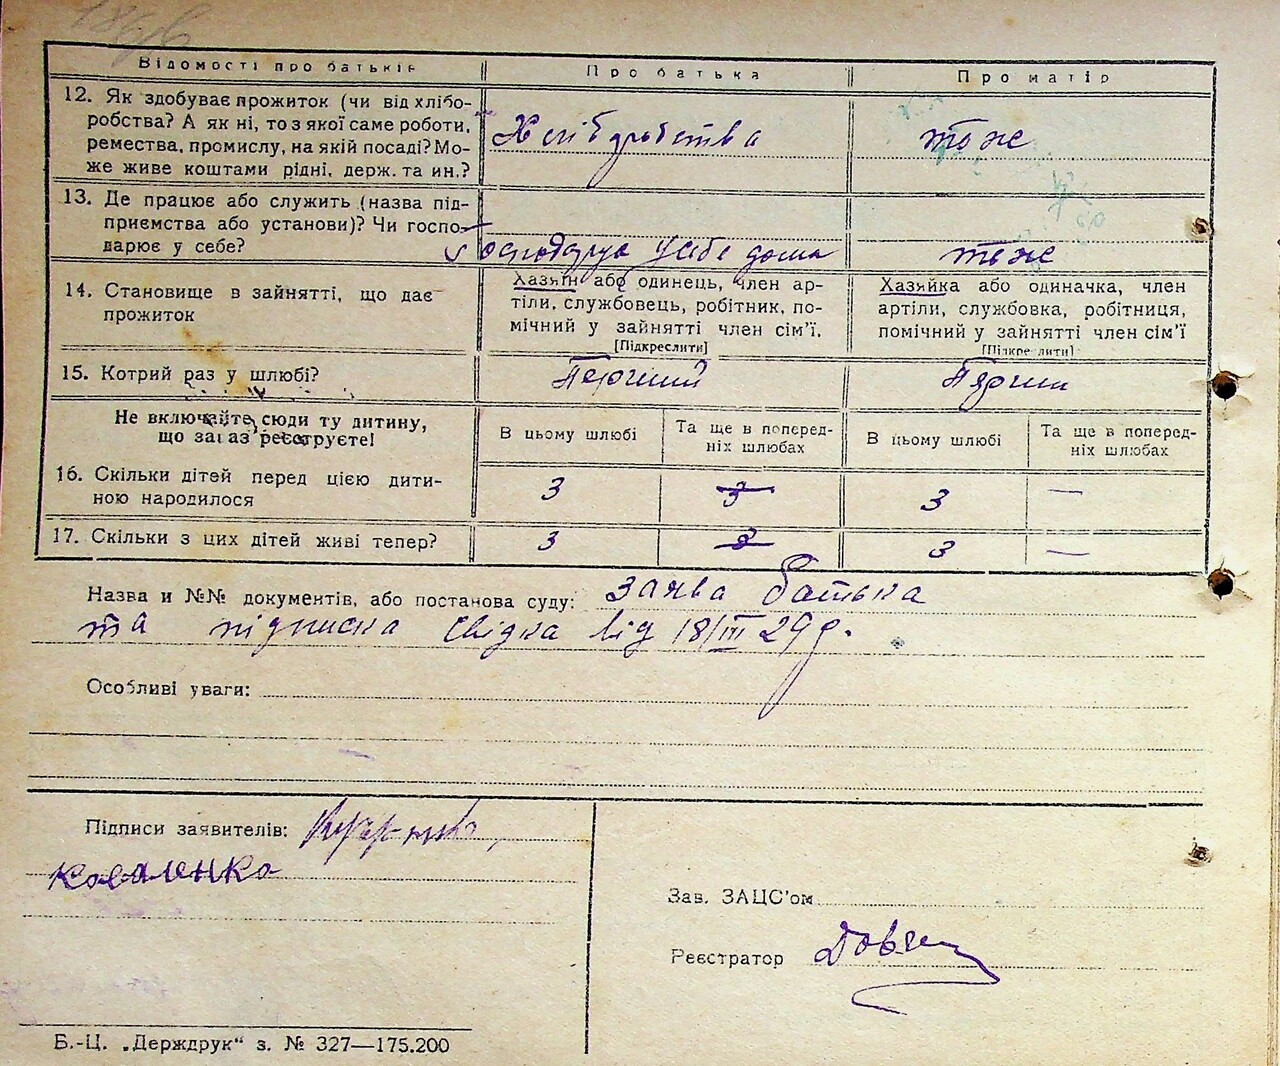 Відомості про батьків Про батька Про матір
12. Як здобуває прожиток (чи від хлібо-
робства? А як ні, то з якої саме роботи,
ремества, промислу, на якій посаді? Мо-
же живе коштами рідні, держ. та ин.?
Хлібробства тоже
13. Де працює або служить (назва під-
приємства або установи)? Чи госпо-
дарює у себе?
Господарує у себе дома тоже
14. Становище в зайнятті, що дає
прожиток
Хазяїн або одинець, член ар-
тілі, службовець, робітник, по-
мічний у зайнятті член сім'ї.
[Підкреслити]
Хазяйка або одиначка, член
артіли, службовка, робітниця,
помічний у зайнятті член сім'ї
[Підкреслити]
15. Котрий раз у шлюбі? Перчий Перчий
Не включайте сюди ту дитину,
що зараз реєструєте!
В цьому шлюбі
Та ще в поперед-
ніх шлюбах
В цьому шлюбі
Та ще в поперед-
ніх шлюбах
16. Скільки дітей перед цією дити-
ною народилося
3 3 3 —
17. Скільки з цих дітей живі тепер? 3 3 3 —
Назва и №№ документів, або постанова суду: заява батька
та підписка свідка від 18/III 29 р.
Особливі уваги:
Підписи заявителів:
Коваленко
Зав. ЗАЦС'ом
Реєстратор
Б.-Ц. „Держдрук" з. № 327—175.200